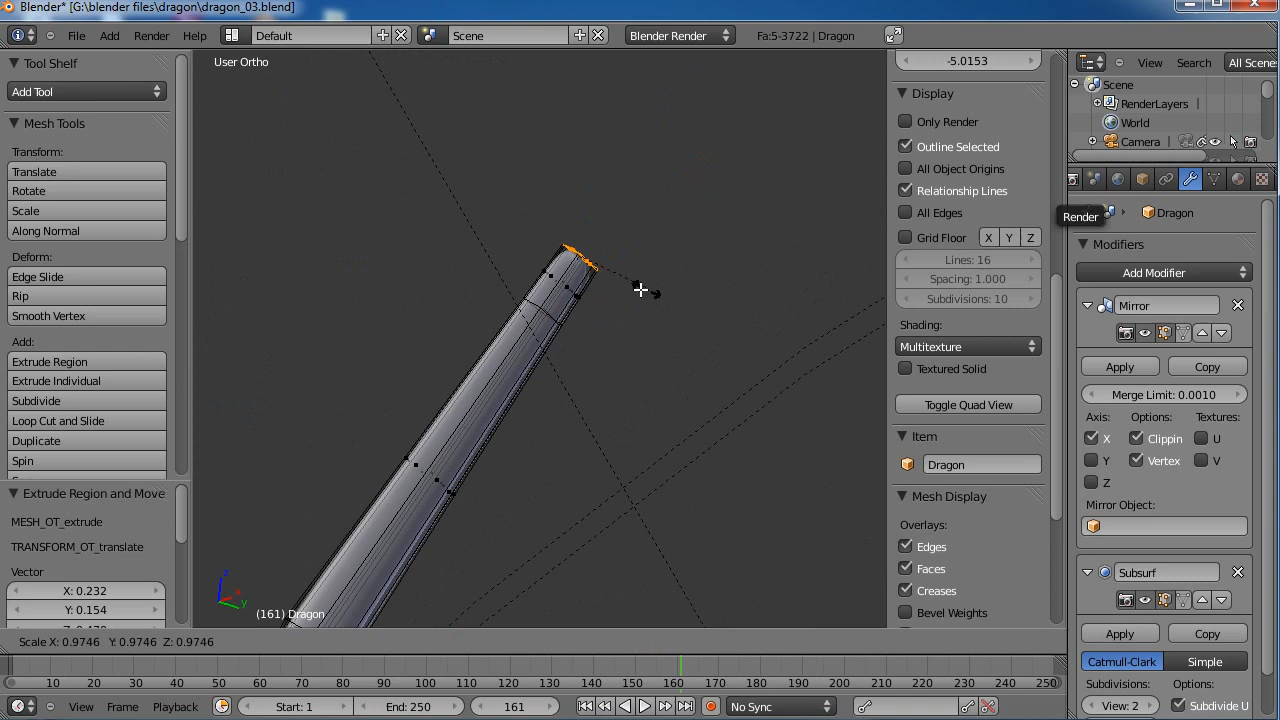 Blender* [G:\blender files\dragon\dragon_03.blend]
File Add Render Help Default Scene Blender Render Fa:5-3722 | Dragon
Tool Shelf
Add Tool
Mesh Tools
Transform:
Translate
Rotate
Scale
Along Normal
Deform:
Edge Slide
Rip
Smooth Vertex
Add:
Extrude Region
Extrude Individual
Subdivide
Loop Cut and Slide
Duplicate
Spin
Extrude Region and Move
MESH_OT_extrude
TRANSFORM_OT_translate
Vector
X: 0.232
Y: 0.154
User Ortho
z
x
y
(161) Dragon
-5.0153
Display
Only Render
Outline Selected
All Object Origins
Relationship Lines
All Edges
Grid Floor X Y Z
Lines: 16
Spacing: 1.000
Subdivisions: 10
Shading:
Multitexture
Textured Solid
Toggle Quad View
Item
Dragon
Mesh Display
Overlays:
Edges
Faces
Creases
Bevel Weights
View Search All Scene
Scene
RenderLayers
World
Camera
Render
Dragon
Modifiers
Add Modifier
Mirror
Apply Copy
Merge Limit: 0.0010
Axis: Options: Textures:
X Clippin U
Y Vertex V
Z
Mirror Object:
Subsurf
Apply Copy
Catmull-Clark Simple
Subdivisions: Options:
View: 2 Subdivide U
Scale X: 0.9746 Y: 0.9746 Z: 0.9746
10 20 30 40 50 60 70 80 90 100 110 120 130 140 150 160 170 180 190 200 210 220 230 240 250
View Frame Playback Start: 1 End: 250 161 No Sync